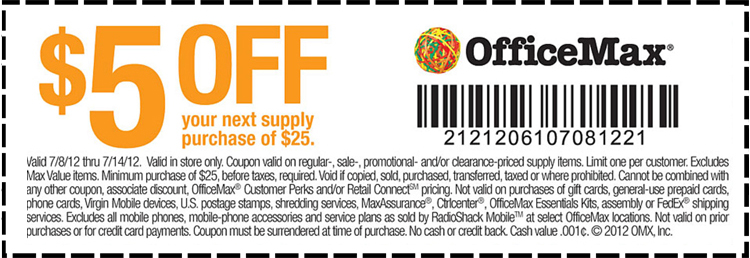 $5 OFF
your next supply
purchase of $25.
OfficeMax®
2121206107081221
Valid 7/8/12 thru 7/14/12. Valid in store only. Coupon valid on regular-, sale-, promotional- and/or clearance-priced supply items. Limit one per customer. Excludes
Max Value items. Minimum purchase of $25, before taxes, required. Void if copied, sold, purchased, transferred, taxed or where prohibited. Cannot be combined with
any other coupon, associate discount, OfficeMax® Customer Perks and/or Retail Connect℠ pricing. Not valid on purchases of gift cards, general-use prepaid cards,
phone cards, Virgin Mobile devices, U.S. postage stamps, shredding services, MaxAssurance®, Ctrlcenter®, OfficeMax Essentials Kits, assembly or FedEx® shipping
services. Excludes all mobile phones, mobile-phone accessories and service plans as sold by RadioShack Mobile™ at select OfficeMax locations. Not valid on prior
purchases or for credit card payments. Coupon must be surrendered at time of purchase. No cash or credit back. Cash value .001¢. © 2012 OMX, Inc.